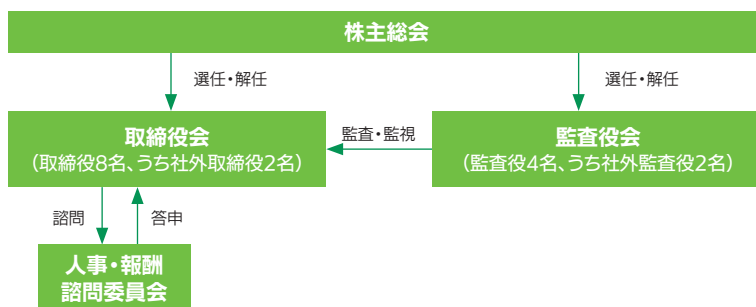 株主総会
選任・解任
選任・解任
取締役会
（取締役8名、うち社外取締役2名）
監査・監視
監査役会
（監査役4名、うち社外監査役2名）
諮問
答申
人事・報酬
諮問委員会